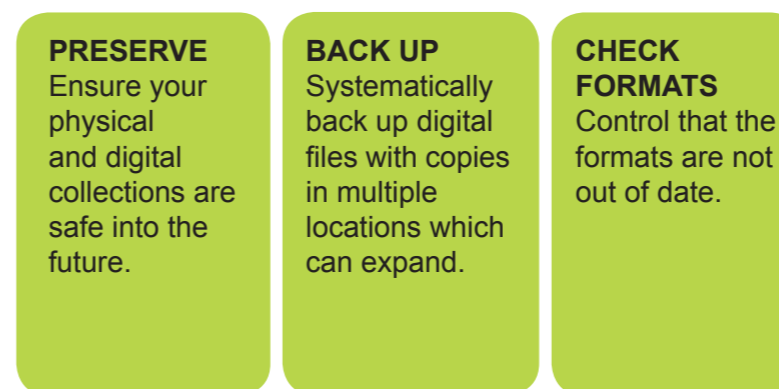 PRESERVE
Ensure your
physical
and digital
collections are
safe into the
future.
BACK UP
Systematically
back up digital
files with copies
in multiple
locations which
can expand.
CHECK
FORMATS
Control that the
formats are not
out of date.